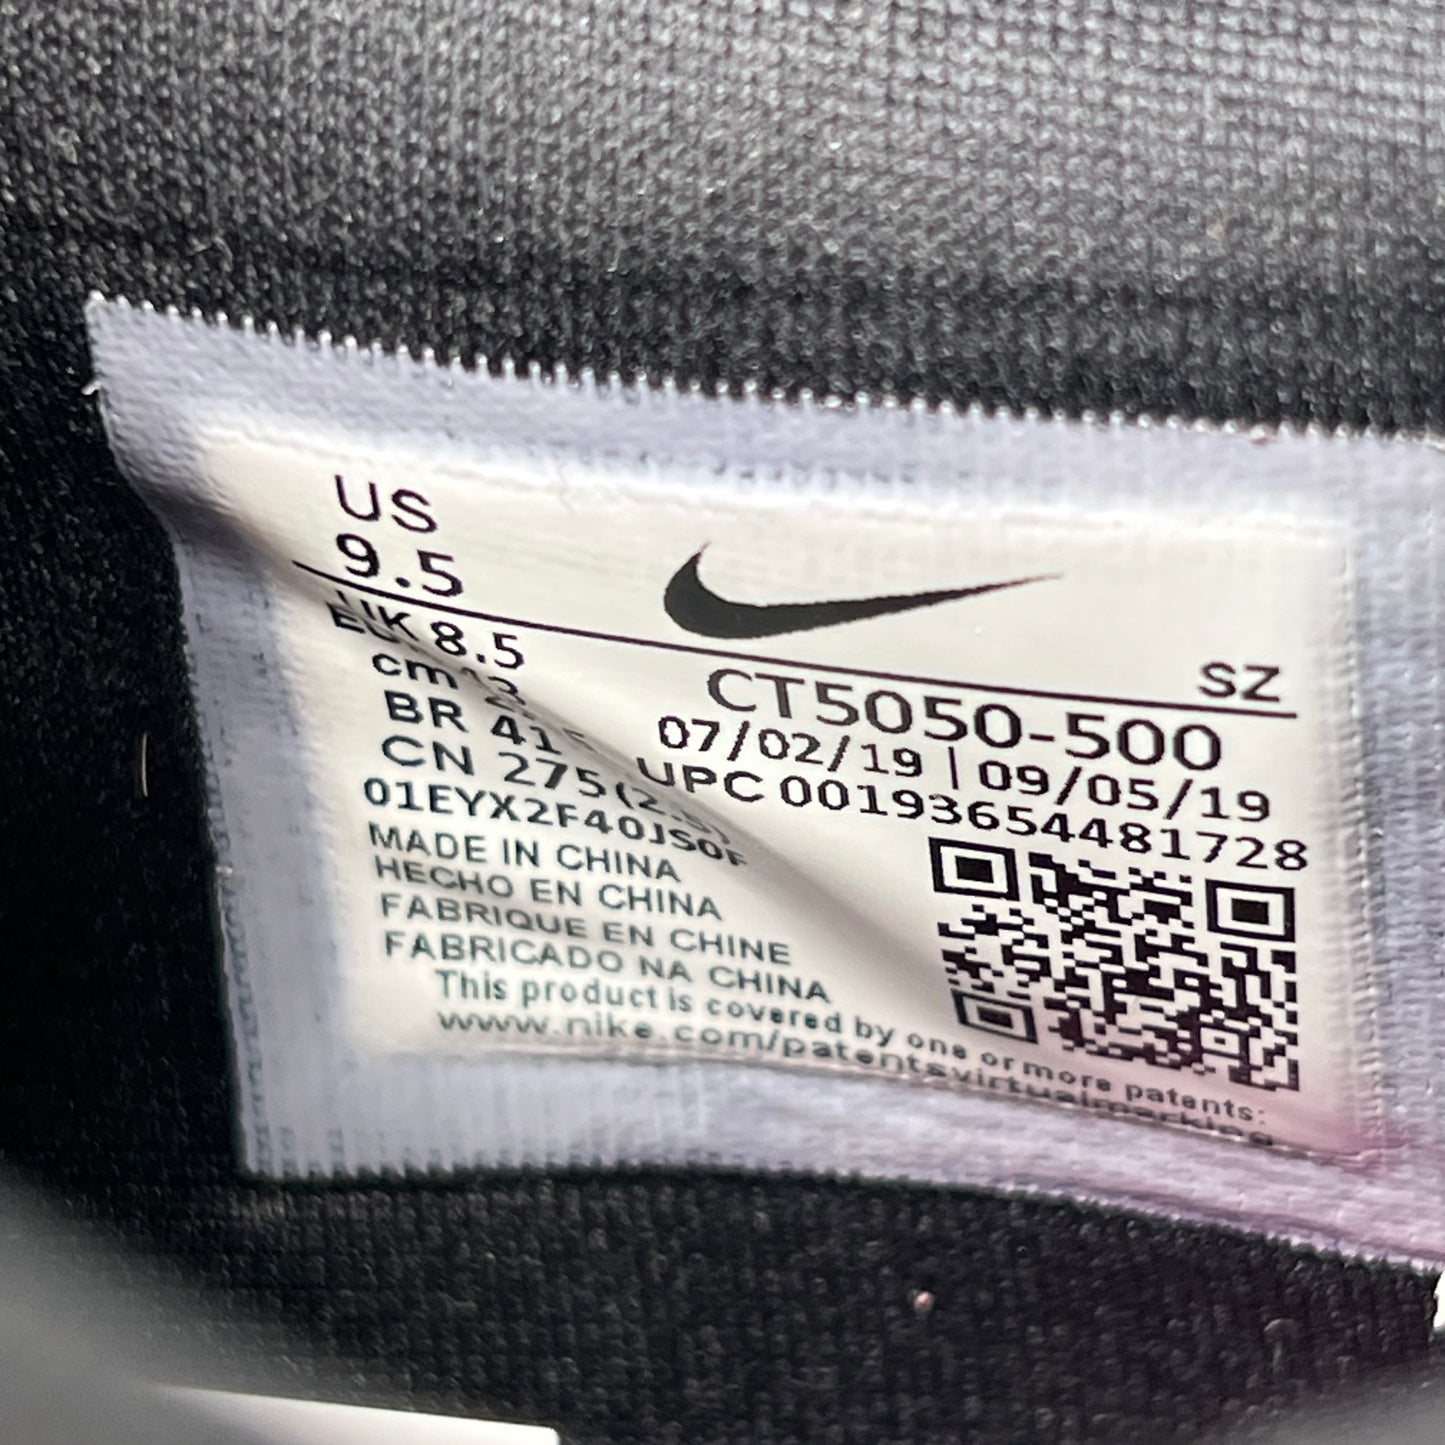 US
9.5
SZ
UK 8.5
cm
BR
CN 275
01EYX2F40JS0F
CT5050-500
07/02/19 | 09/05/19
UPC 00193654481728
MADE IN CHINA
HECHO EN CHINA
FABRIQUE EN CHINE
FABRICADO NA CHINA
This product is covered by one or more patents:
www.nike.com/patentsvirtualmarking